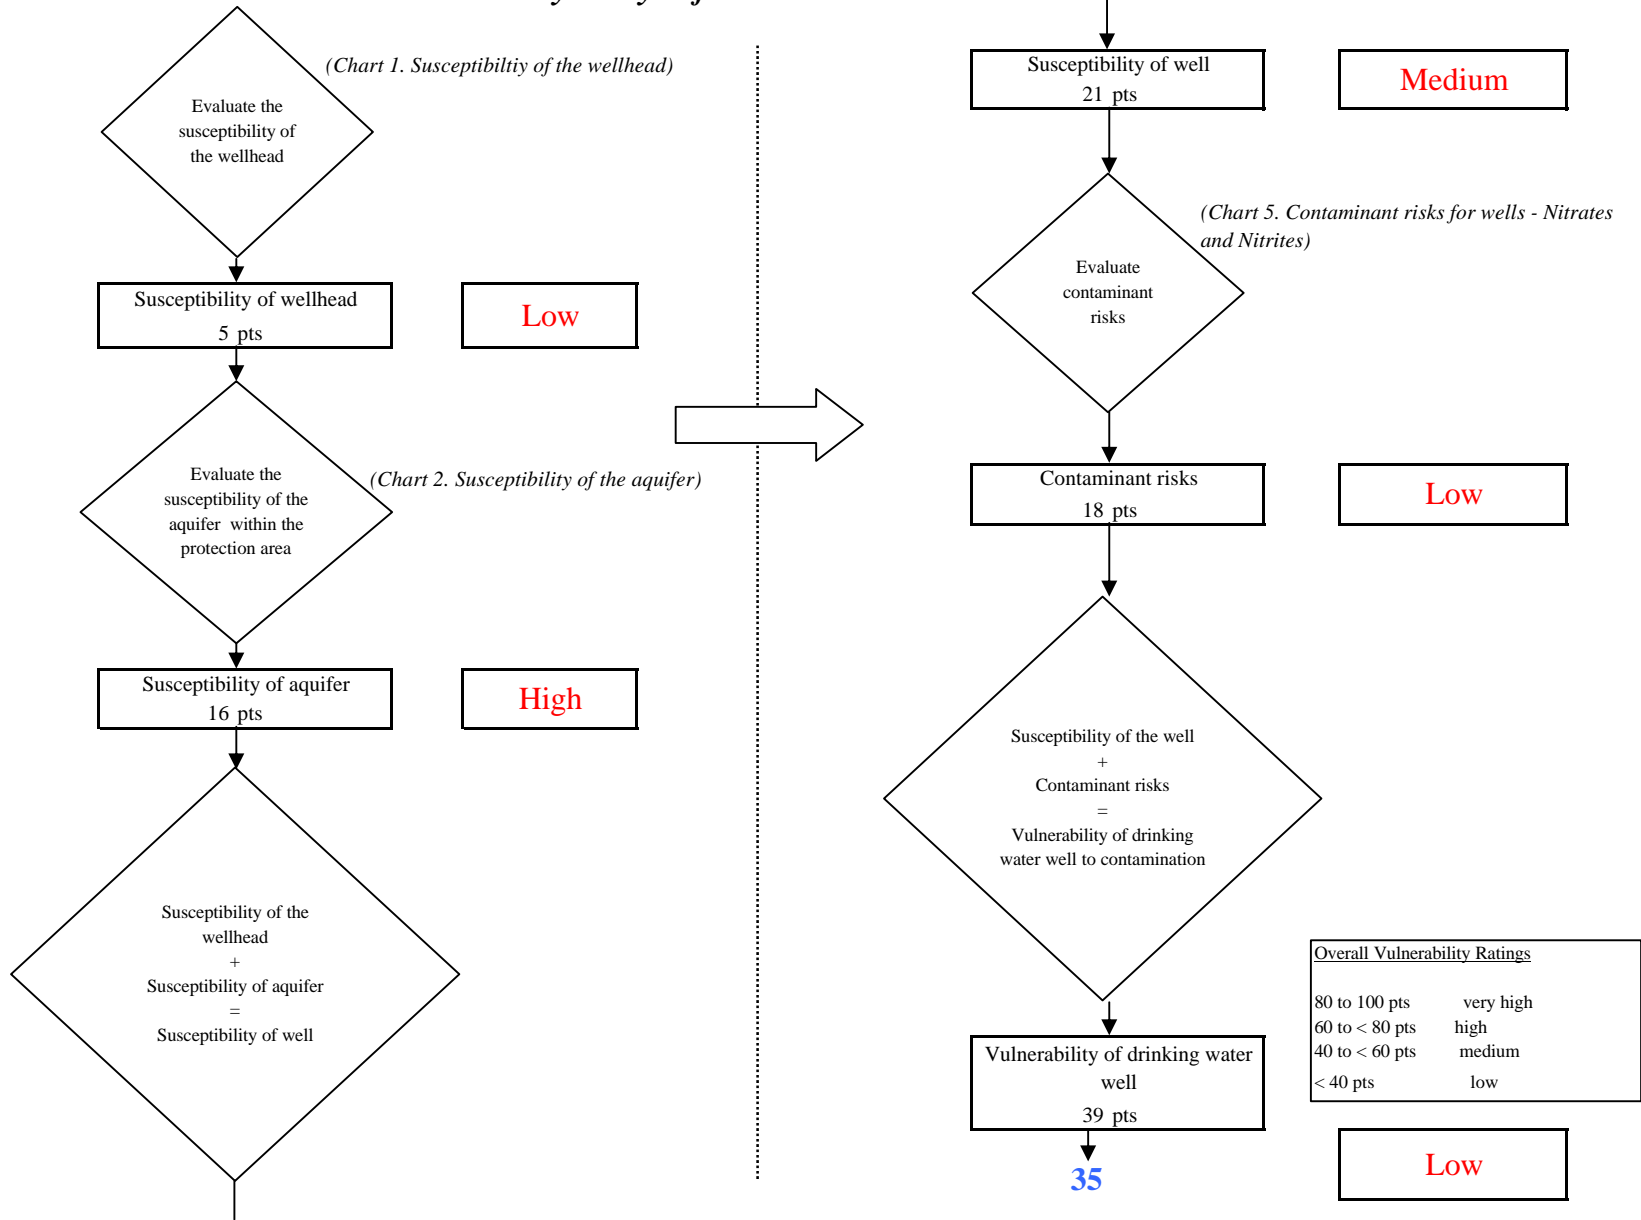 (Chart 1. Susceptibiltiy of the wellhead)
Evaluate the
susceptibility of
the wellhead
Susceptibility of wellhead
5 pts
Low
Evaluate the
susceptibility of the
aquifer within the
protection area
(Chart 2. Susceptibility of the aquifer)
Susceptibility of aquifer
16 pts
High
Susceptibility of the
wellhead
+
Susceptibility of aquifer
=
Susceptibility of well
Susceptibility of well
21 pts
Medium
(Chart 5. Contaminant risks for wells - Nitrates
and Nitrites)
Evaluate
contaminant
risks
Contaminant risks
18 pts
Low
Susceptibility of the well
+
Contaminant risks
=
Vulnerability of drinking
water well to contamination
Overall Vulnerability Ratings
80 to 100 pts very high
60 to < 80 pts high
40 to < 60 pts medium
< 40 pts low
Vulnerability of drinking water
well
39 pts
35
Low